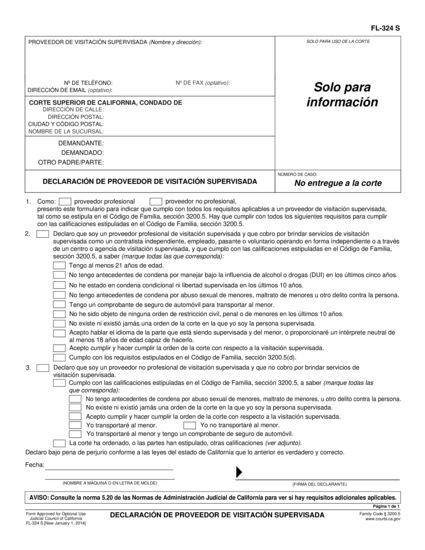 FL-324 S
PROVEEDOR DE VISITACIÓN SUPERVISADA (Nombre y dirección):
SOLO PARA USO DE LA CORTE
Nº DE TELÉFONO: Nº DE FAX (optativo):
DIRECCIÓN DE EMAIL (optativo):
Solo para
información
CORTE SUPERIOR DE CALIFORNIA, CONDADO DE
DIRECCIÓN DE CALLE:
DIRECCIÓN POSTAL:
CIUDAD Y CÓDIGO POSTAL:
NOMBRE DE LA SUCURSAL:
DEMANDANTE:
DEMANDADO:
OTRO PADRE/PARTE:
DECLARACIÓN DE PROVEEDOR DE VISITACIÓN SUPERVISADA
NÚMERO DE CASO:
No entregue a la corte
1. Como: proveedor profesional proveedor no profesional,
presento este formulario para indicar que cumplo con todos los requisitos aplicables a un proveedor de visitación supervisada,
tal como se estipula en el Código de Familia, sección 3200.5. Hay que cumplir con todos los siguientes requisitos para cumplir
con las calificaciones estipuladas en el Código de Familia, sección 3200.5.
2. Declaro que soy un proveedor profesional de visitación supervisada y que cobro por brindar servicios de visitación
supervisada como un contratista independiente, empleado, pasante o voluntario operando en forma independiente o a través
de un centro o agencia de visitación supervisada, y que cumplo con las calificaciones estipuladas en el Código de Familia,
sección 3200.5, a saber (marque todas las que corresponda):
Tengo al menos 21 años de edad.
No tengo antecedentes de condena por manejar bajo la influencia de alcohol o drogas (DUI) en los últimos cinco años.
No he estado en condena condicional ni libertad supervisada en los últimos 10 años.
No tengo antecedentes de condena por abuso sexual de menores, maltrato de menores u otro delito contra la persona.
Tengo un comprobante de seguro de automóvil para transportar al menor.
No he sido objeto de ninguna orden de restricción civil, penal o de menores en los últimos 10 años.
No existe ni existió jamás una orden de la corte en la que yo soy la persona supervisada.
Acepto hablar el idioma de la parte que está siendo supervisada y del menor, o proporcionaré un intérprete neutral de
al menos 18 años de edad capaz de hacerlo.
Acepto cumplir y hacer cumplir la orden de la corte con respecto a la visitación supervisada.
Cumplo con los requisitos estipulados en el Código de Familia, sección 3200.5(d).
3. Declaro que soy un proveedor no profesional de visitación supervisada y que no cobro por brindar servicios de
visitación supervisada.
Cumplo con las calificaciones estipuladas en el Código de Familia, sección 3200.5, a saber (marque todas las
que corresponda):
No tengo antecedentes de condena por abuso sexual de menores, maltrato de menores, u otro delito contra la persona.
No existe ni existió jamás una orden de la corte en la que yo soy la persona supervisada.
Acepto cumplir y hacer cumplir la orden de la corte con respecto a la visitación supervisada.
Yo transportaré al menor. Yo no transportaré al menor.
Yo transportaré al menor y tengo un comprobante de seguro de automóvil.
La corte ha ordenado, o las partes han estipulado, otras calificaciones (ver adjunto).
Declaro bajo pena de perjurio conforme a las leyes del estado de California que lo anterior es verdadero y correcto.
Fecha:
(NOMBRE A MÁQUINA O EN LETRA DE MOLDE) (FIRMA DEL DECLARANTE)
AVISO: Consulte la norma 5.20 de las Normas de Administración Judicial de California para ver si hay requisitos adicionales aplicables.
Página 1 de 1
Form Approved for Optional Use
Judicial Council of California
FL-324 S [New January 1, 2014]
DECLARACIÓN DE PROVEEDOR DE VISITACIÓN SUPERVISADA
Family Code § 3200.5
www.courts.ca.gov